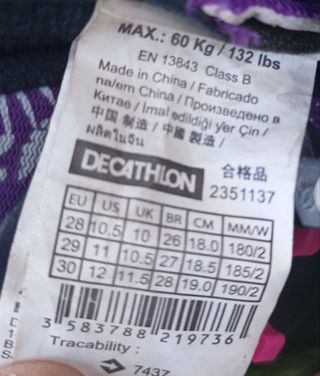 MAX.: 60 Kg / 132 lbs
EN 13843 Class B
Made in China / Fabricado
na/em China / Произведено в
Китае / İmal edildiği yer Çin /
中国 制造 / 中國 製造 /
ผลิตในจีน
DECATHLON 合格品
2351137
EU US UK BR CM MM/W
28 10.5 10 26 18.0 180/2
29 11 10.5 27 18.5 185/2
30 12 11.5 28 19.0 190/2
3 583788 219736
Tracability :
7437